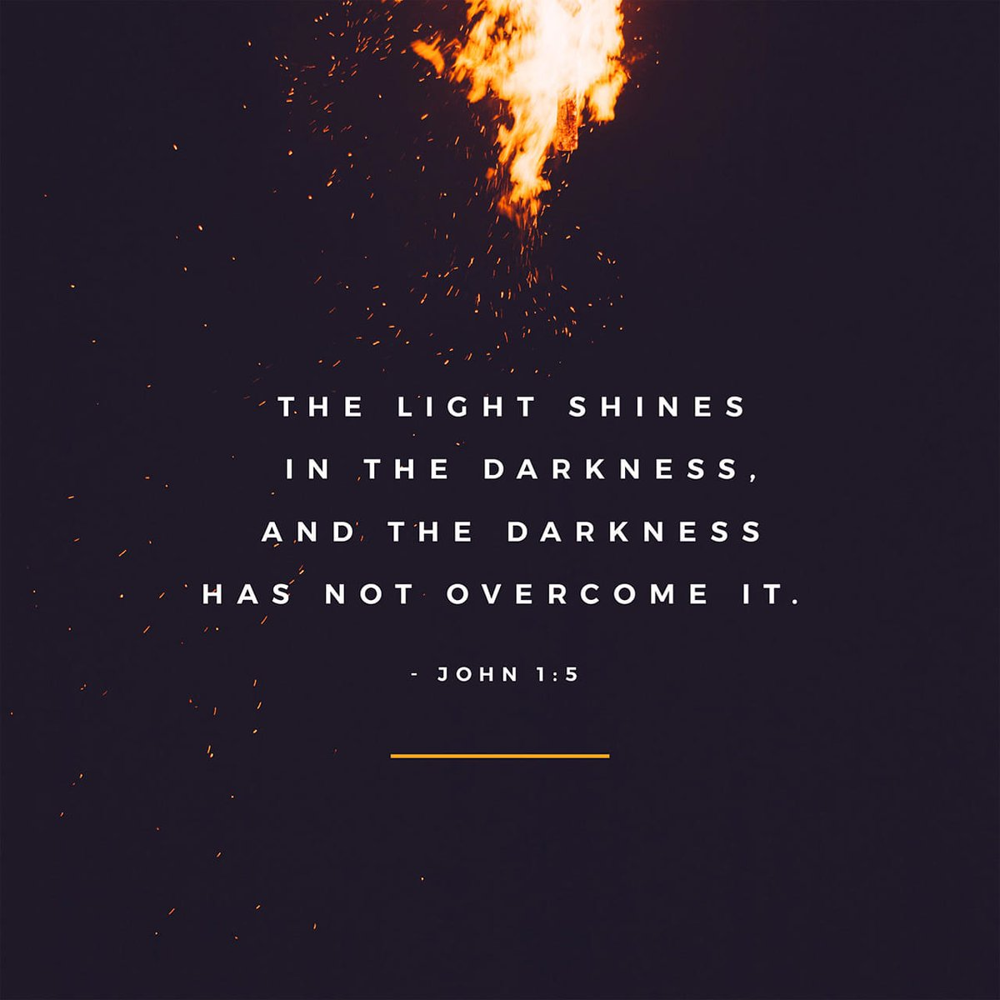 THE LIGHT SHINES
IN THE DARKNESS,
AND THE DARKNESS
HAS NOT OVERCOME IT.
- JOHN 1:5